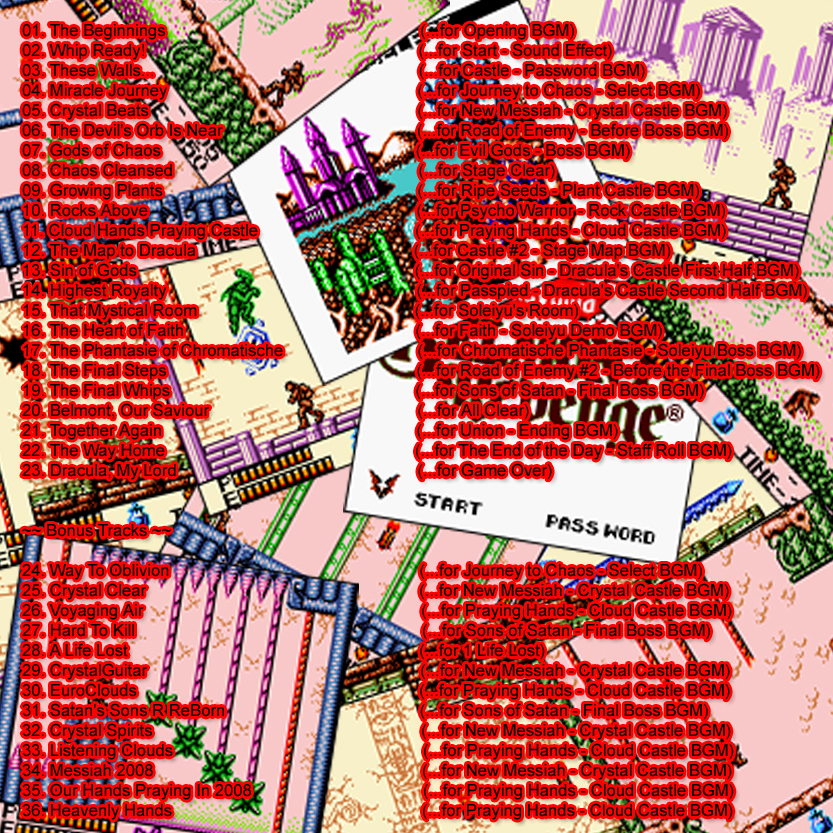 01. The Beginnings (...for Opening BGM)
02. Whip Ready! (...for Start - Sound Effect)
03. These Walls... (...for Castle - Password BGM)
04. Miracle Journey (...for Journey to Chaos - Select BGM)
05. Crystal Beats (...for New Messiah - Crystal Castle BGM)
06. The Devil's Orb Is Near (...for Road of Enemy - Before Boss BGM)
07. Gods of Chaos (...for Evil Gods - Boss BGM)
08. Chaos Cleansed (...for Stage Clear)
09. Growing Plants (...for Ripe Seeds - Plant Castle BGM)
10. Rocks Above (...for Psycho Warrior - Rock Castle BGM)
11. Cloud Hands Praying Castle (...for Praying Hands - Cloud Castle BGM)
12. The Map to Dracula (...for Castle #2 - Stage Map BGM)
13. Sin of Gods (...for Original Sin - Dracula's Castle First Half BGM)
14. Highest Royalty (...for Passpied - Dracula's Castle Second Half BGM)
15. That Mystical Room (...for Soleiyu's Room)
16. The Heart of Faith (...for Faith - Soleiyu Demo BGM)
17. The Phantasie of Chromatische (...for Chromatische Phantasie - Soleiyu Boss BGM)
18. The Final Steps (...for Road of Enemy #2 - Before the Final Boss BGM)
19. The Final Whips (...for Sons of Satan - Final Boss BGM)
20. Belmont, Our Saviour (...for All Clear)
21. Together Again (...for Union - Ending BGM)
22. The Way Home (...for The End of the Day - Staff Roll BGM)
23. Dracula, My Lord (...for Game Over)
START PASS WORD
TIME-
~~ Bonus Tracks ~~
24. Way To Oblivion (...for Journey to Chaos - Select BGM)
25. Crystal Clear (...for New Messiah - Crystal Castle BGM)
26. Voyaging Air (...for Praying Hands - Cloud Castle BGM)
27. Hard To Kill (...for Sons of Satan - Final Boss BGM)
28. A Life Lost (...for 1 Life Lost)
29. CrystalGuitar (...for New Messiah - Crystal Castle BGM)
30. EuroClouds (...for Praying Hands - Cloud Castle BGM)
31. Satan's Sons R ReBorn (...for Sons of Satan - Final Boss BGM)
32. Crystal Spirits (...for New Messiah - Crystal Castle BGM)
33. Listening Clouds (...for Praying Hands - Cloud Castle BGM)
34. Messiah 2008 (...for New Messiah - Crystal Castle BGM)
35. Our Hands Praying In 2008 (...for Praying Hands - Cloud Castle BGM)
36. Heavenly Hands (...for Praying Hands - Cloud Castle BGM)